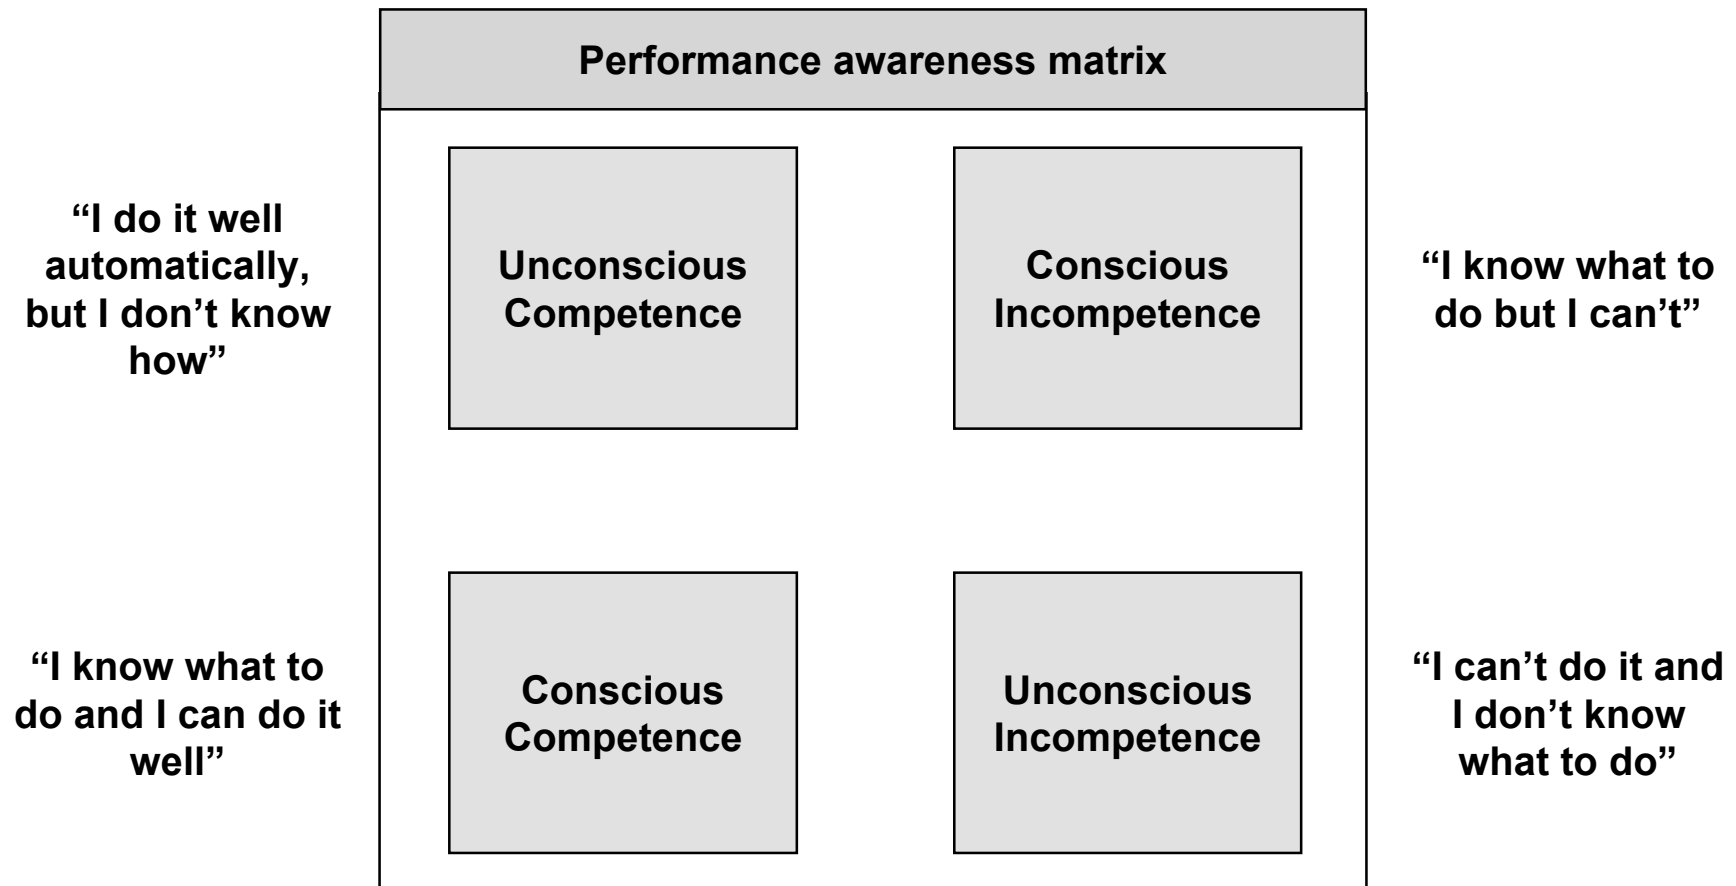 Performance awareness matrix
“I do it well
automatically,
but I don’t know
how”
Unconscious
Competence
Conscious
Incompetence
“I know what to
do but I can’t”
“I know what to
do and I can do it
well”
Conscious
Competence
Unconscious
Incompetence
“I can’t do it and
I don’t know
what to do”